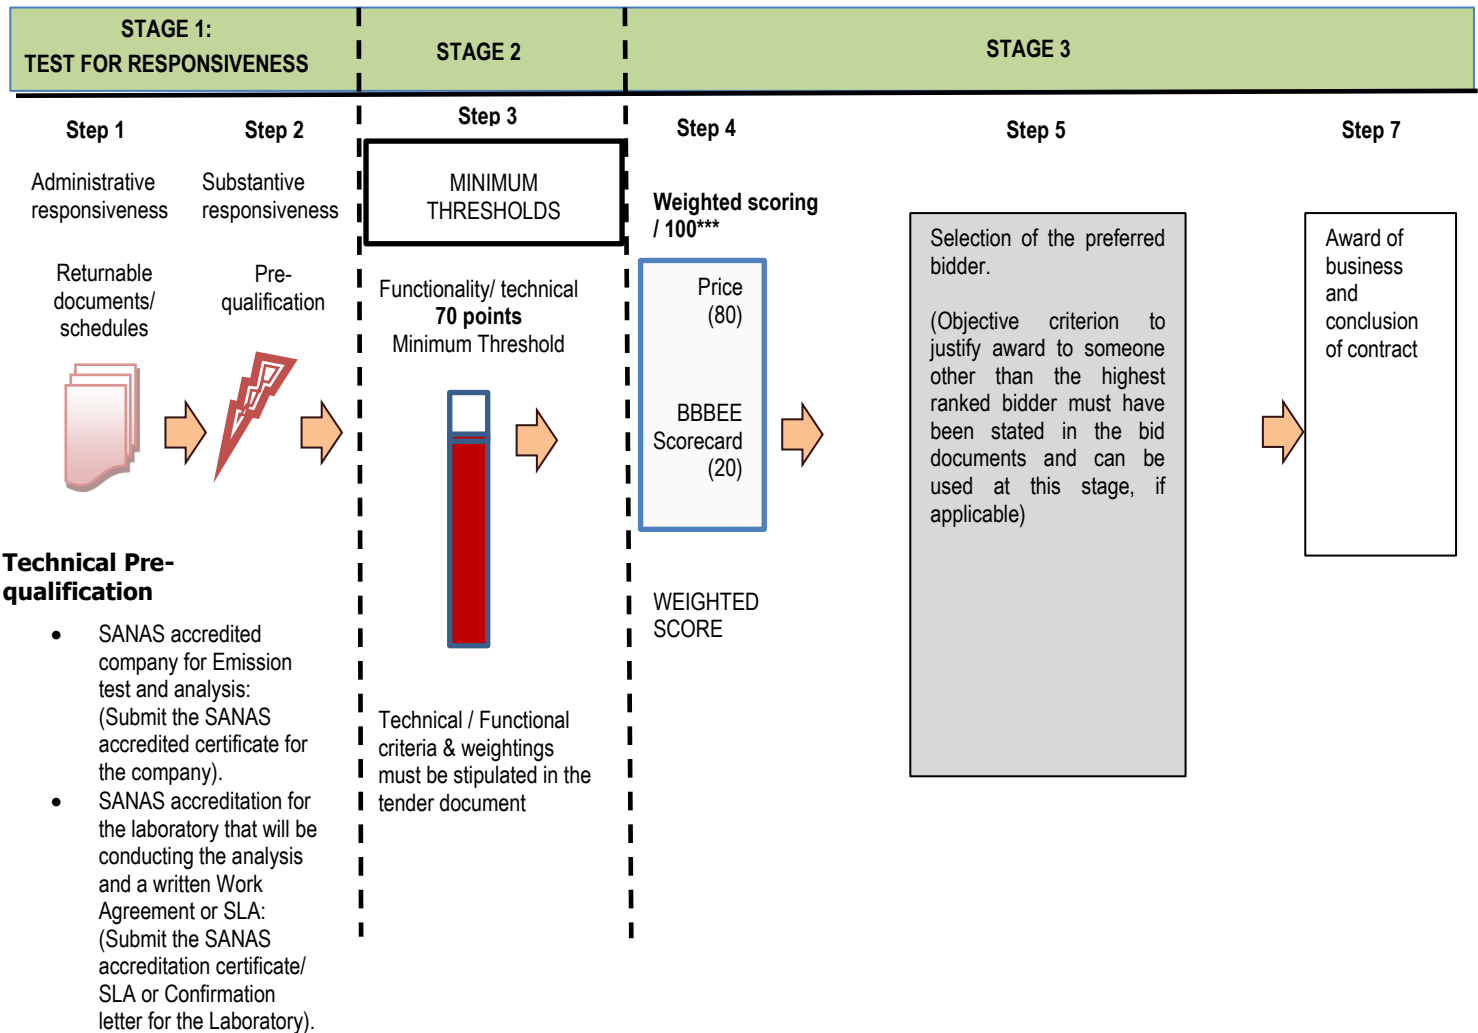 STAGE 1:
TEST FOR RESPONSIVENESS
STAGE 2
STAGE 3
Step 1
Administrative
responsiveness
Returnable
documents/
schedules
Step 2
Substantive
responsiveness
Pre-
qualification
Technical Pre-
qualification
• SANAS accredited
company for Emission
test and analysis:
(Submit the SANAS
accredited certificate for
the company).
• SANAS accreditation for
the laboratory that will be
conducting the analysis
and a written Work
Agreement or SLA:
(Submit the SANAS
accreditation certificate/
SLA or Confirmation
letter for the Laboratory).
Step 3
MINIMUM
THRESHOLDS
Functionality/ technical
70 points
Minimum Threshold
Technical / Functional
criteria & weightings
must be stipulated in the
tender document
Step 4
Weighted scoring
/ 100***
Price
(80)
BBBEE
Scorecard
(20)
WEIGHTED
SCORE
Step 5
Selection of the preferred
bidder.
(Objective criterion to
justify award to someone
other than the highest
ranked bidder must have
been stated in the bid
documents and can be
used at this stage, if
applicable)
Step 7
Award of
business
and
conclusion
of contract